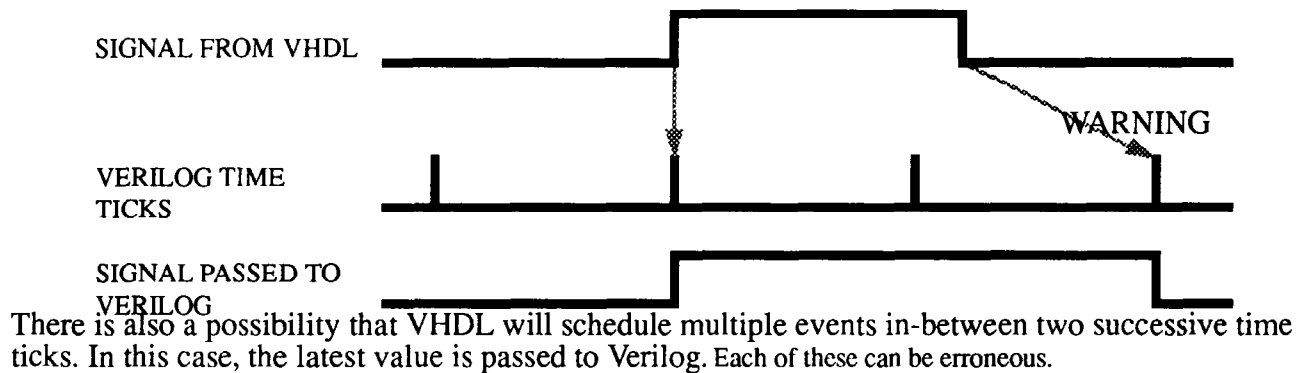 SIGNAL FROM VHDL
WARNING
VERILOG TIME
TICKS
SIGNAL PASSED TO
VERILOG
There is also a possibility that VHDL will schedule multiple events in-between two successive time
ticks. In this case, the latest value is passed to Verilog. Each of these can be erroneous.